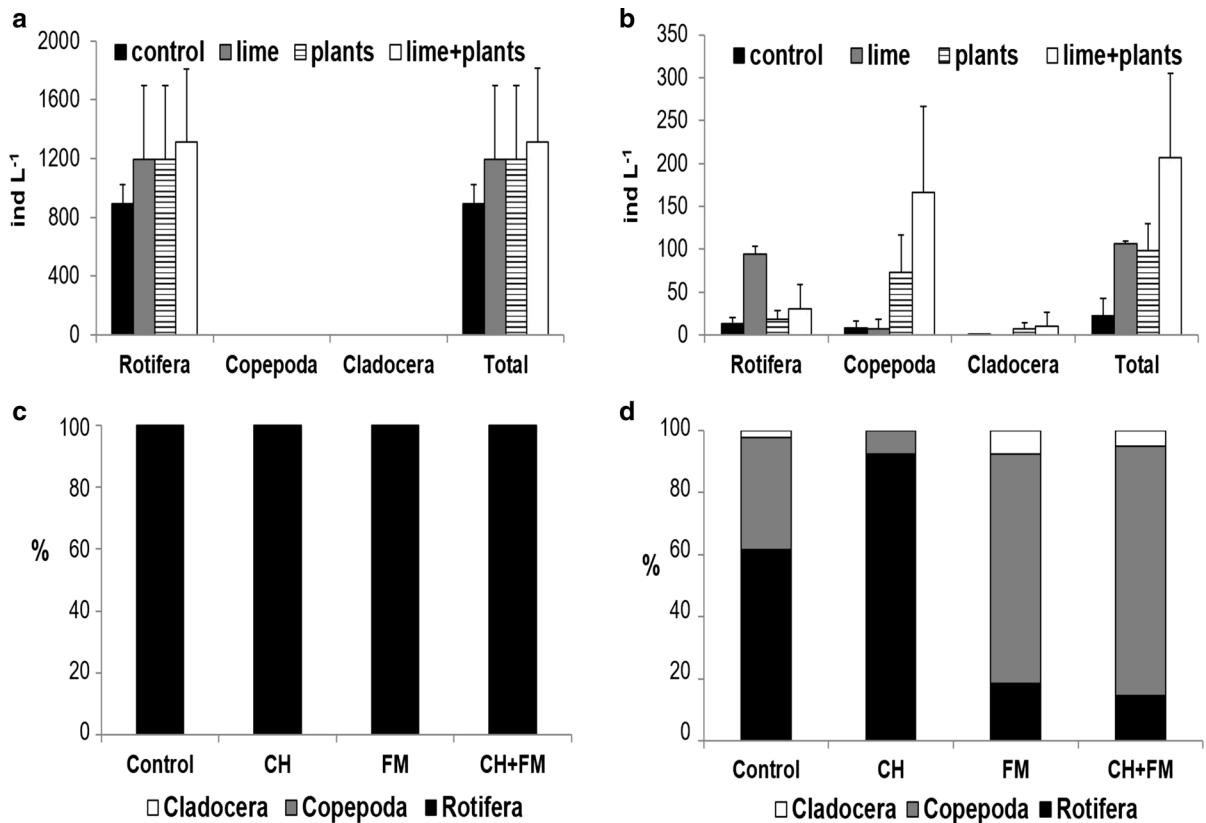 a
2000
1600
1200
800
400
0
ind L⁻¹
control lime plants lime+plants
Rotifera Copepoda Cladocera Total
b
350
300
250
200
150
100
50
0
ind L⁻¹
control lime plants lime+plants
Rotifera Copepoda Cladocera Total
c
100
80
60
40
20
0
%
Control CH FM CH+FM
Cladocera Copepoda Rotifera
d
100
80
60
40
20
0
%
Control CH FM CH+FM
Cladocera Copepoda Rotifera